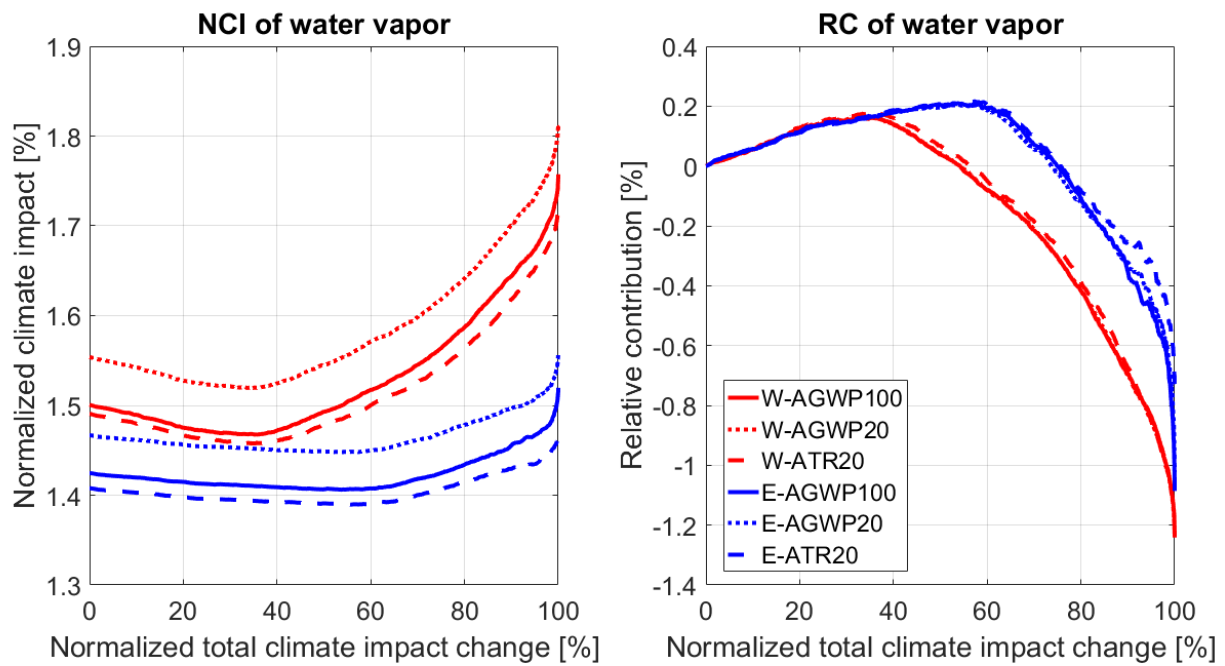 NCI of water vapor
1.9
1.8
1.7
1.6
1.5
1.4
1.3
Normalized climate impact [%]
0 20 40 60 80 100
Normalized total climate impact change [%]
RC of water vapor
0.4
0.2
0
-0.2
-0.4
-0.6
-0.8
-1
-1.2
-1.4
Relative contribution [%]
W-AGWP100
W-AGWP20
W-ATR20
E-AGWP100
E-AGWP20
E-ATR20
0 20 40 60 80 100
Normalized total climate impact change [%]